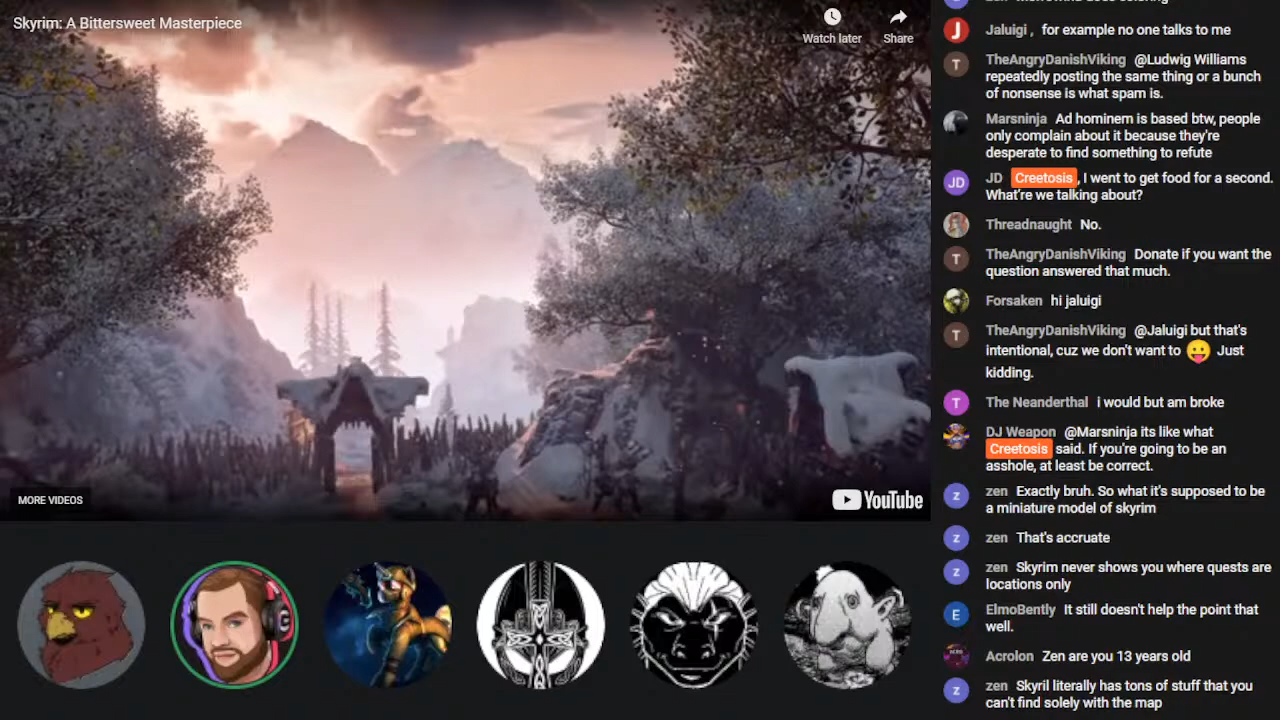 Skyrim: A Bittersweet Masterpiece
Watch later
Share
MORE VIDEOS
YouTube
Jaluigi , for example no one talks to me
TheAngryDanishViking @Ludwig Williams
repeatedly posting the same thing or a bunch
of nonsense is what spam is.
Marsninja Ad hominem is based btw, people
only complain about it because they're
desperate to find something to refute
JD JD Creetosis, I went to get food for a second.
What're we talking about?
Threadnaught No.
T TheAngryDanishViking Donate if you want the
question answered that much.
Forsaken hi jaluigi
T TheAngryDanishViking @Jaluigi but that's
intentional, cuz we don't want to 😛 Just
kidding.
T The Neanderthal i would but am broke
DJ Weapon @Marsninja its like what
Creetosis said. If you're going to be an
asshole, at least be correct.
z zen Exactly bruh. So what it's supposed to be
a miniature model of skyrim
z zen That's accruate
z zen Skyrim never shows you where quests are
locations only
E ElmoBently It still doesn't help the point that
well.
Acrolon Zen are you 13 years old
z zen Skyril literally has tons of stuff that you
can't find solely with the map